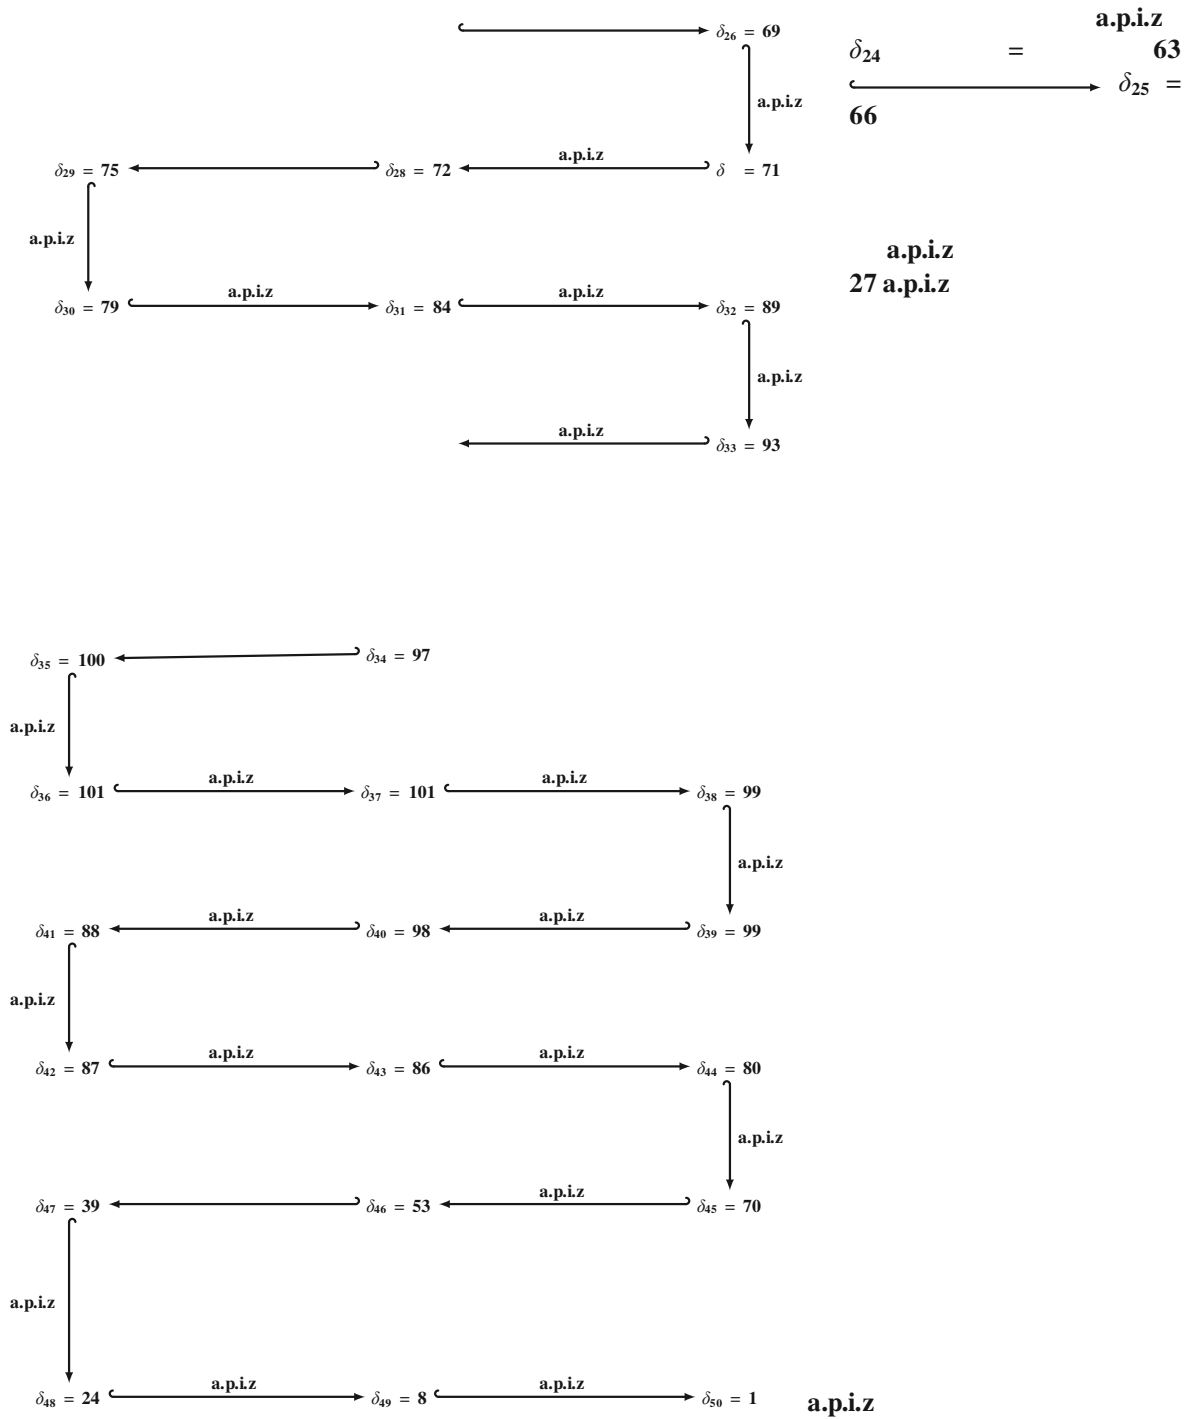 a.p.i.z
δ26 = 69
δ24 = 63
δ25 =
a.p.i.z
66
a.p.i.z
δ29 = 75 δ28 = 72 δ = 71
a.p.i.z
a.p.i.z
27 a.p.i.z
a.p.i.z a.p.i.z
δ30 = 79 δ31 = 84 δ32 = 89
a.p.i.z
a.p.i.z
δ33 = 93
δ35 = 100 δ34 = 97
a.p.i.z
a.p.i.z a.p.i.z
δ36 = 101 δ37 = 101 δ38 = 99
a.p.i.z
a.p.i.z a.p.i.z
δ41 = 88 δ40 = 98 δ39 = 99
a.p.i.z
a.p.i.z a.p.i.z
δ42 = 87 δ43 = 86 δ44 = 80
a.p.i.z
a.p.i.z
δ47 = 39 δ46 = 53 δ45 = 70
a.p.i.z
a.p.i.z a.p.i.z
δ48 = 24 δ49 = 8 δ50 = 1 a.p.i.z